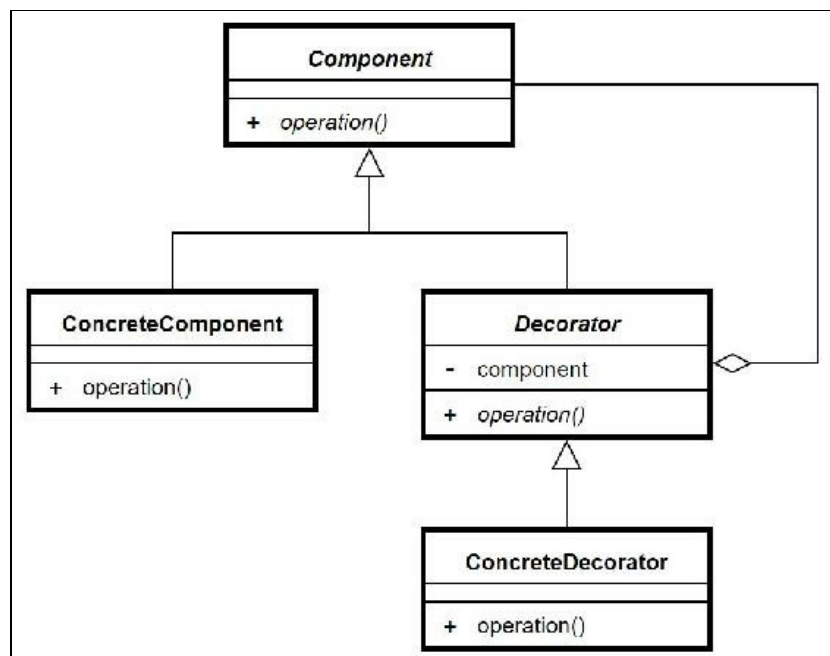 Component
+ operation()
ConcreteComponent
+ operation()
Decorator
- component
+ operation()
ConcreteDecorator
+ operation()